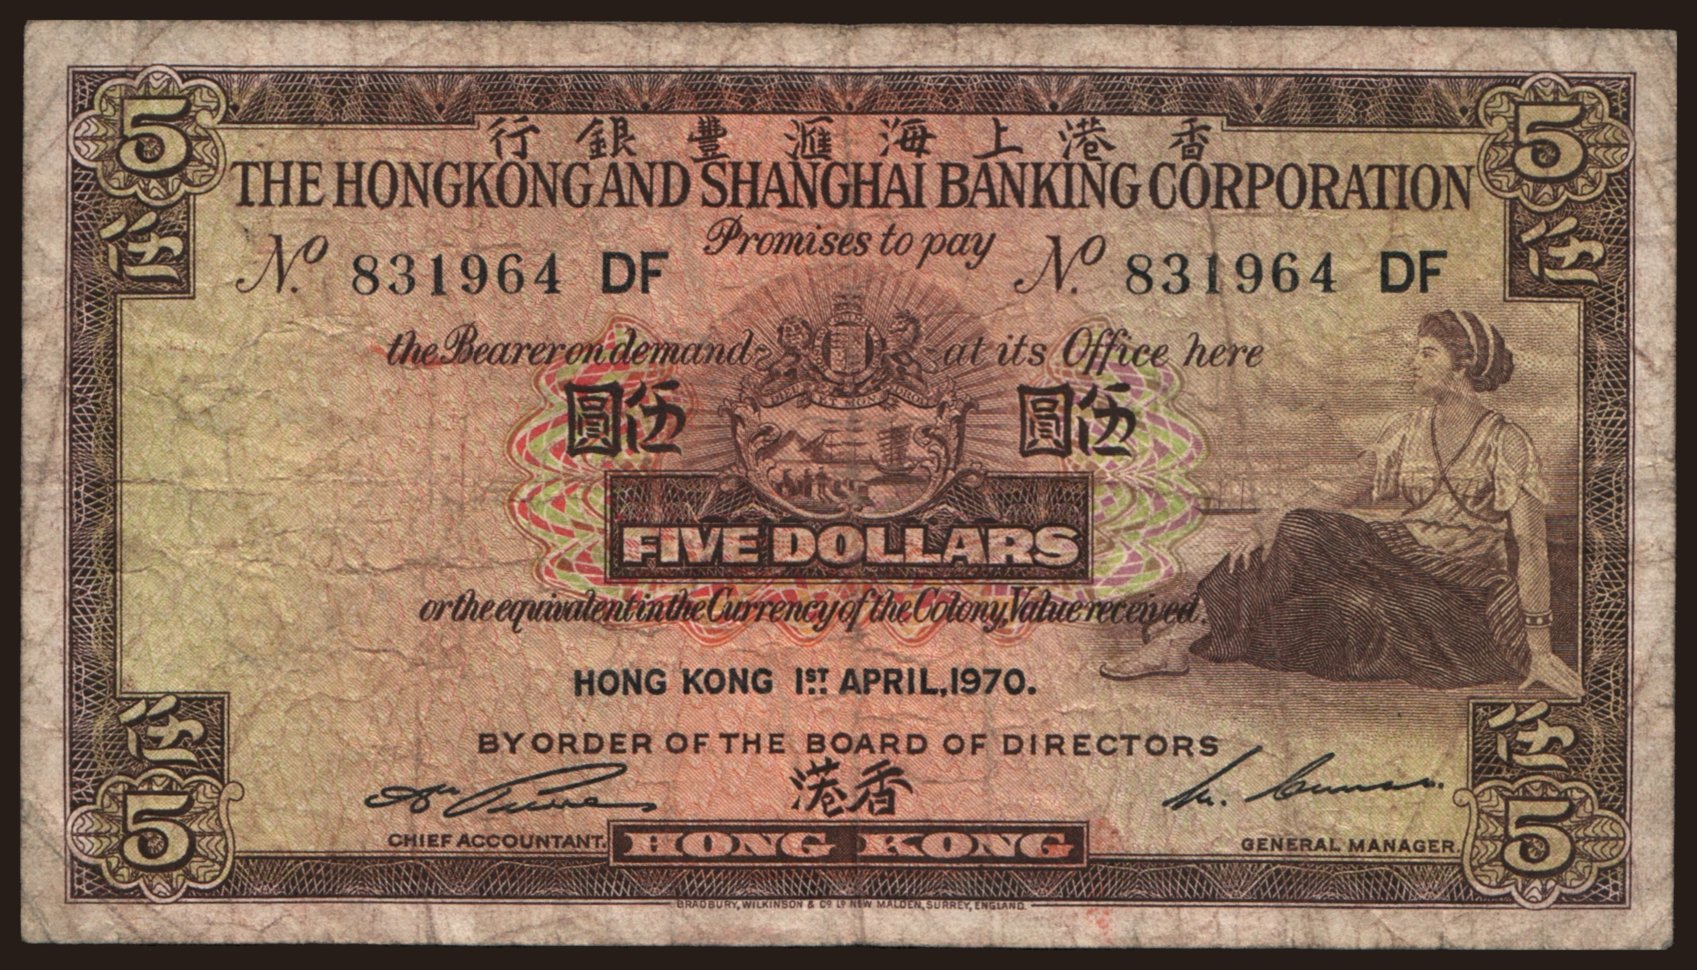 5
5
行銀豐滙海上港香
THE HONGKONG AND SHANGHAI BANKING CORPORATION
伍
伍
Promises to pay
No. 831964 DF
No. 831964 DF
the Bearer on demand
at its Office here
圓伍
圓伍
DIEU ET MON DROIT
FIVE DOLLARS
or the equivalent in the Currency of the Colony, Value received.
HONG KONG 1ST APRIL, 1970.
伍
伍
BY ORDER OF THE BOARD OF DIRECTORS
港香
5
5
CHIEF ACCOUNTANT.
HONG KONG
GENERAL MANAGER.
BRADBURY, WILKINSON & Co. Ld. NEW MALDEN, SURREY, ENGLAND.